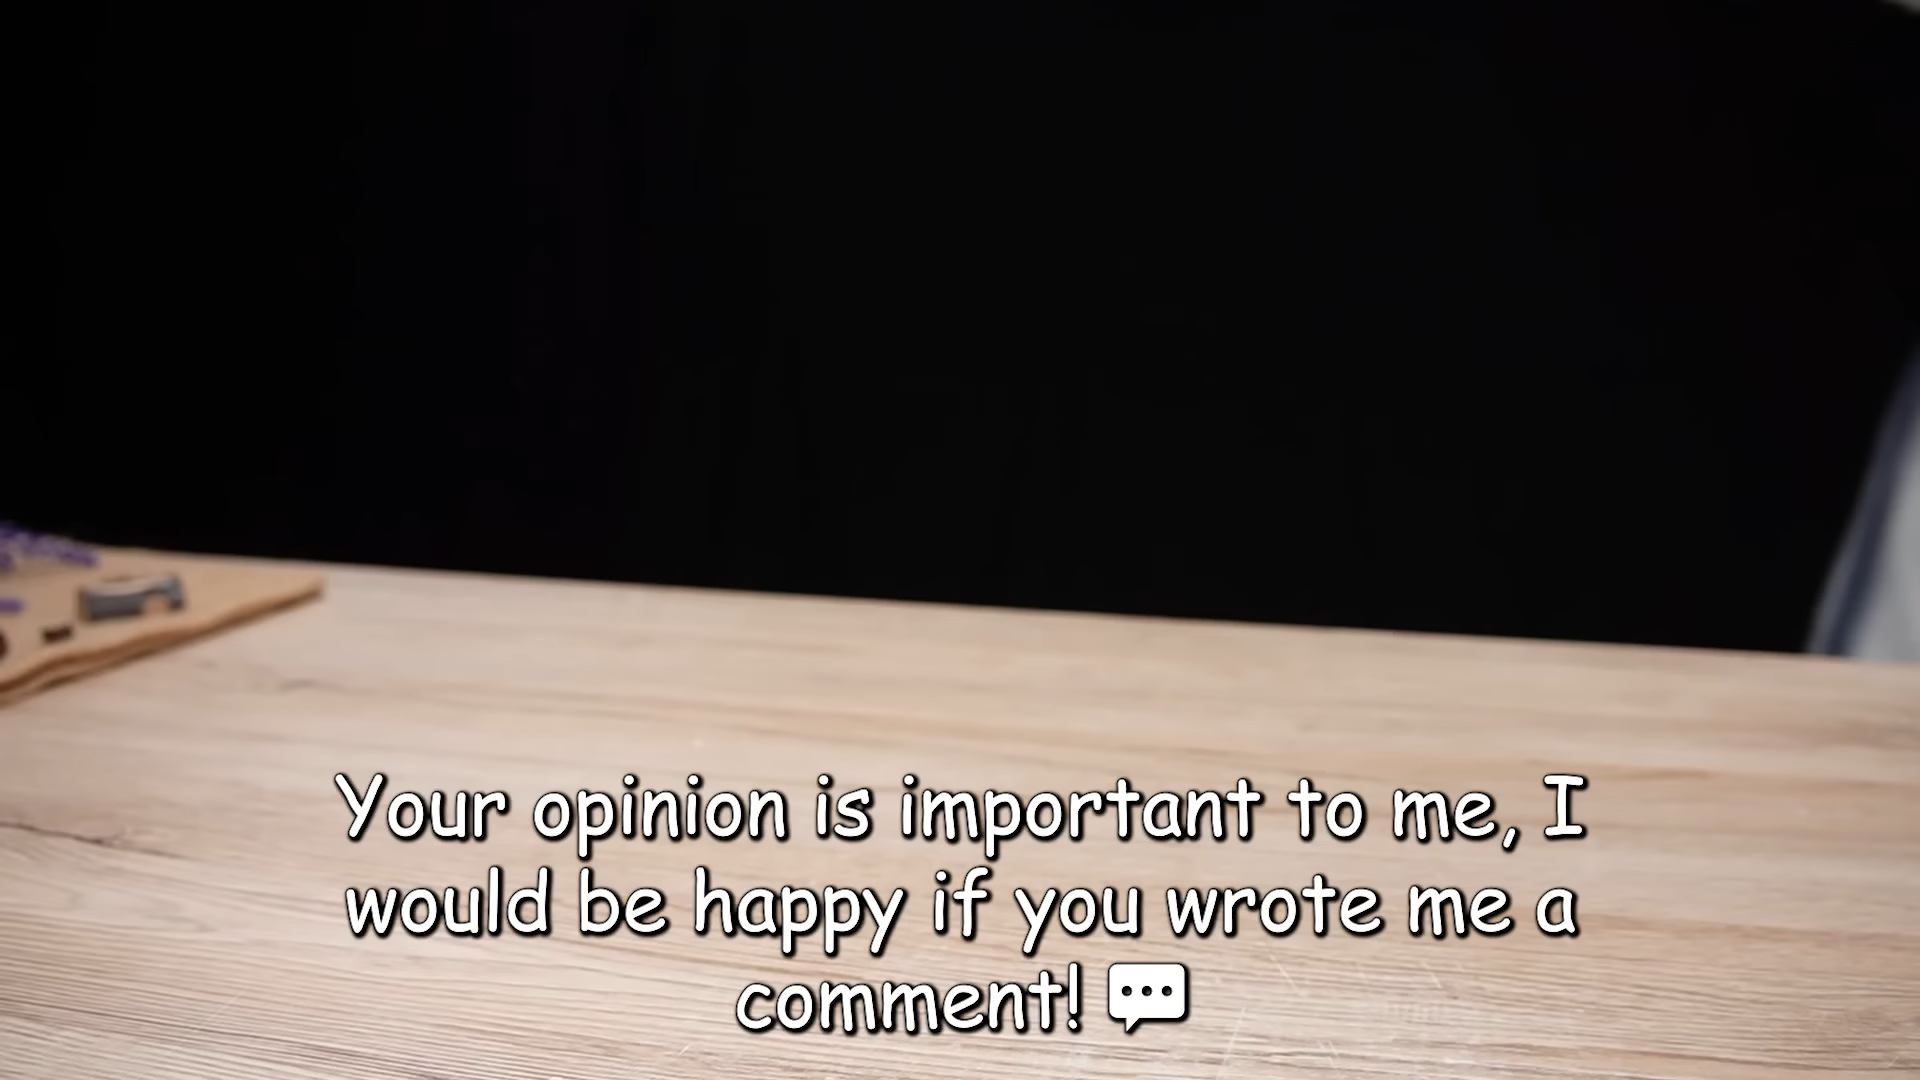 Your opinion is important to me, I
would be happy if you wrote me a
comment! 💬